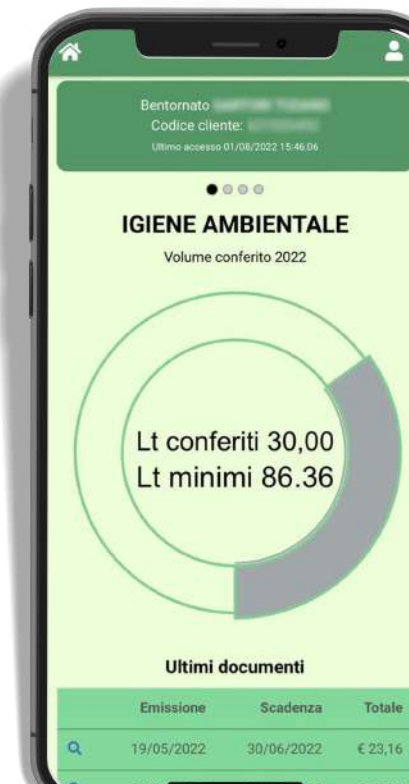 Bentornato
Codice cliente:
Ultimo accesso 01/08/2022 15:46:06
IGIENE AMBIENTALE
Volume conferito 2022
Lt conferiti 30,00
Lt minimi 86.36
Ultimi documenti
Emissione Scadenza Totale
19/05/2022 30/06/2022 € 23,16